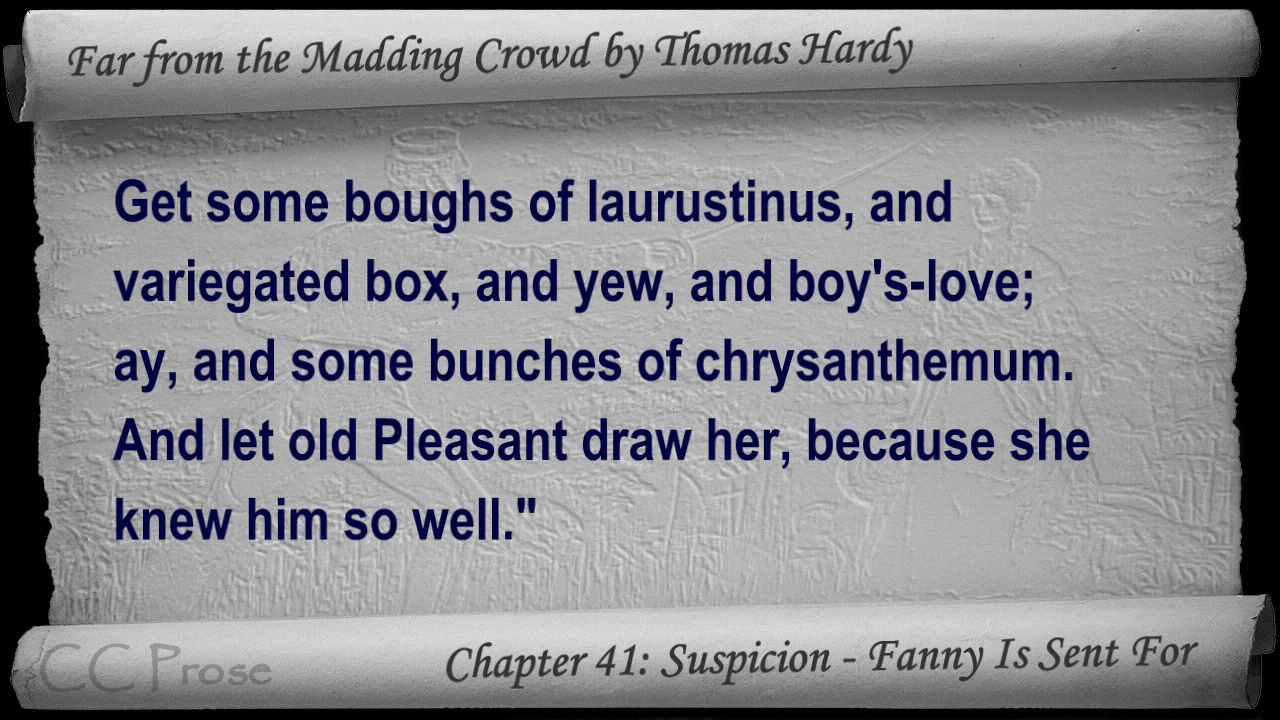 Far from the Madding Crowd by Thomas Hardy
Get some boughs of laurustinus, and
variegated box, and yew, and boy's-love;
ay, and some bunches of chrysanthemum.
And let old Pleasant draw her, because she
knew him so well."
CC Prose
Chapter 41: Suspicion - Fanny Is Sent For